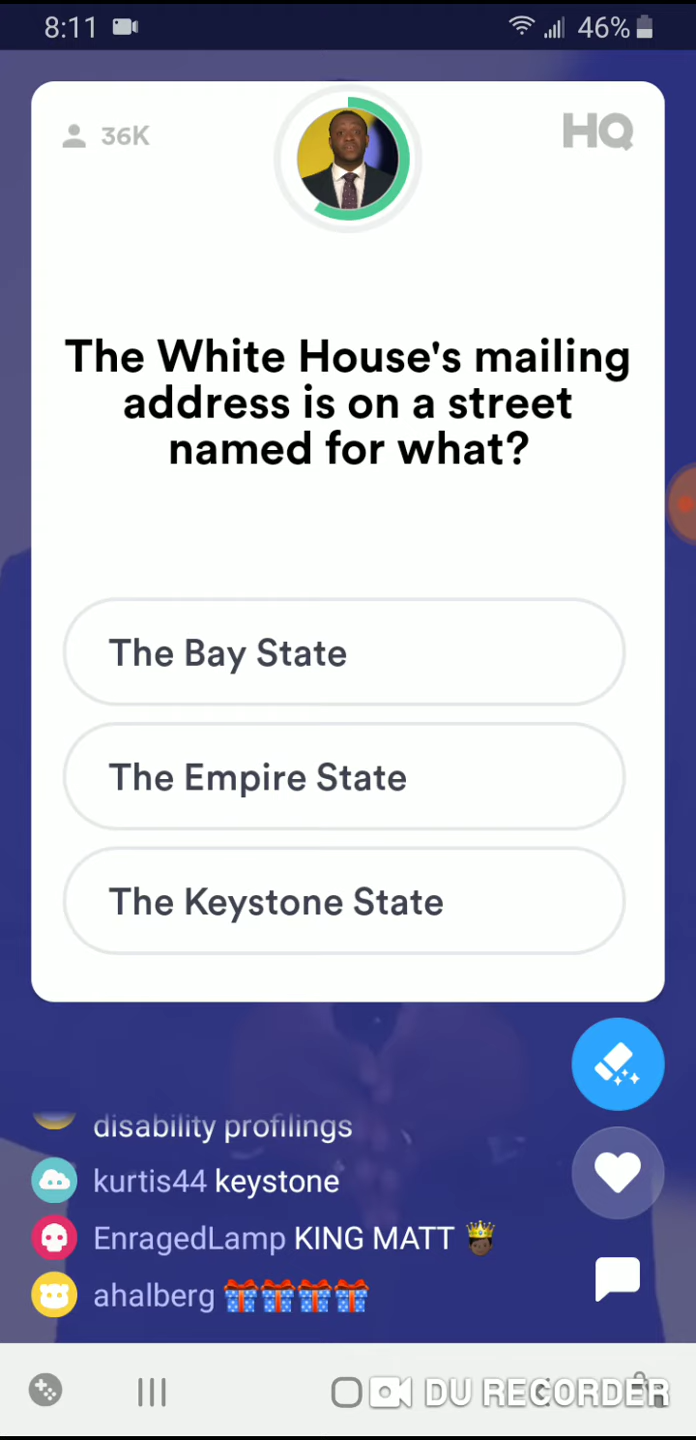 8:11 46%
36K HQ
The White House's mailing
address is on a street
named for what?
The Bay State
The Empire State
The Keystone State
disability profilings
kurtis44 keystone
EnragedLamp KING MATT 👑
ahalberg 🎁🎁🎁🎁
DU RECORDER